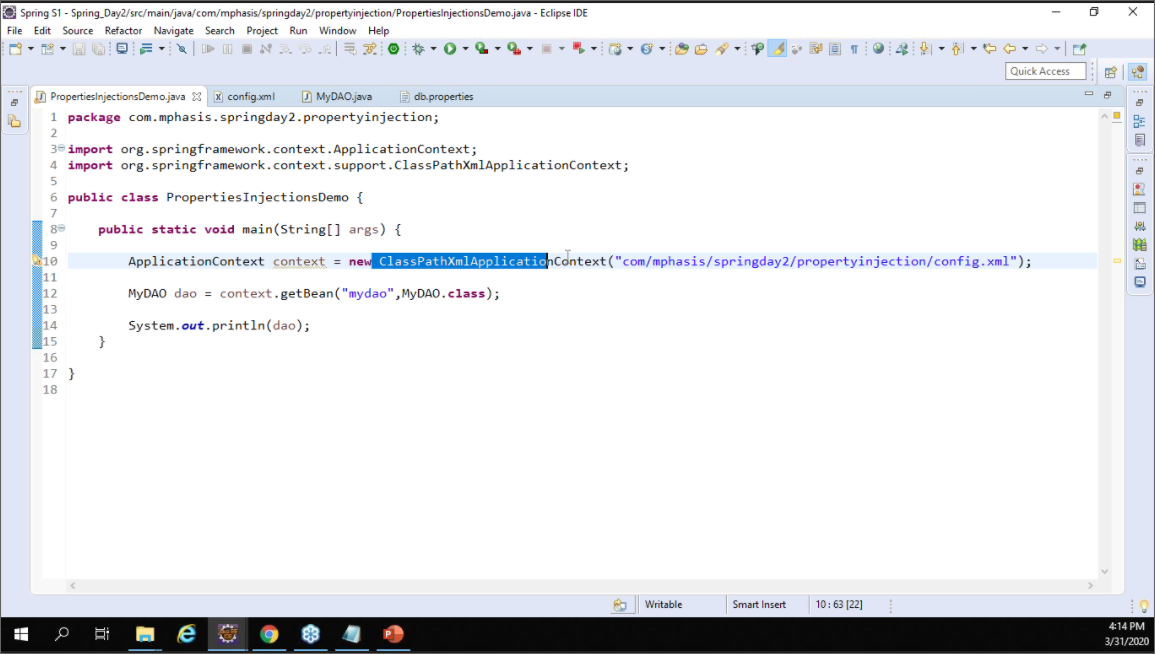 Spring S1 - Spring_Day2/src/main/java/com/mphasis/springday2/propertyinjection/PropertiesInjectionsDemo.java - Eclipse IDE
File Edit Source Refactor Navigate Search Project Run Window Help
Quick Access
PropertiesInjectionsDemo.java config.xml MyDAO.java db.properties
1 package com.mphasis.springday2.propertyinjection;
2
3 import org.springframework.context.ApplicationContext;
4 import org.springframework.context.support.ClassPathXmlApplicationContext;
5
6 public class PropertiesInjectionsDemo {
7
8 public static void main(String[] args) {
9
10 ApplicationContext context = new ClassPathXmlApplicationContext("com/mphasis/springday2/propertyinjection/config.xml");
11
12 MyDAO dao = context.getBean("mydao",MyDAO.class);
13
14 System.out.println(dao);
15 }
16
17 }
18
Writable Smart Insert 10 : 63 [22]
4:14 PM
3/31/2020